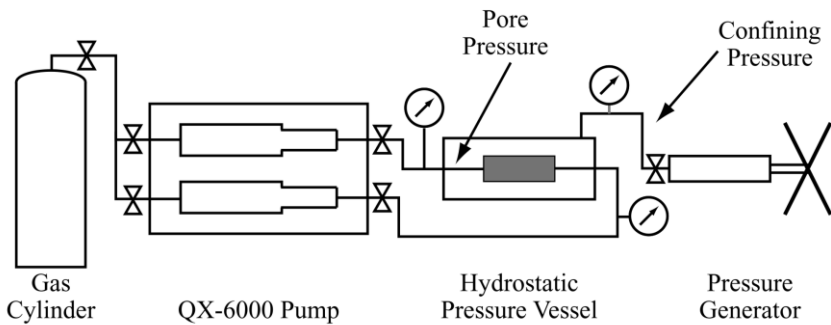 Pore
Pressure
Confining
Pressure
Gas
Cylinder
QX-6000 Pump
Hydrostatic
Pressure Vessel
Pressure
Generator